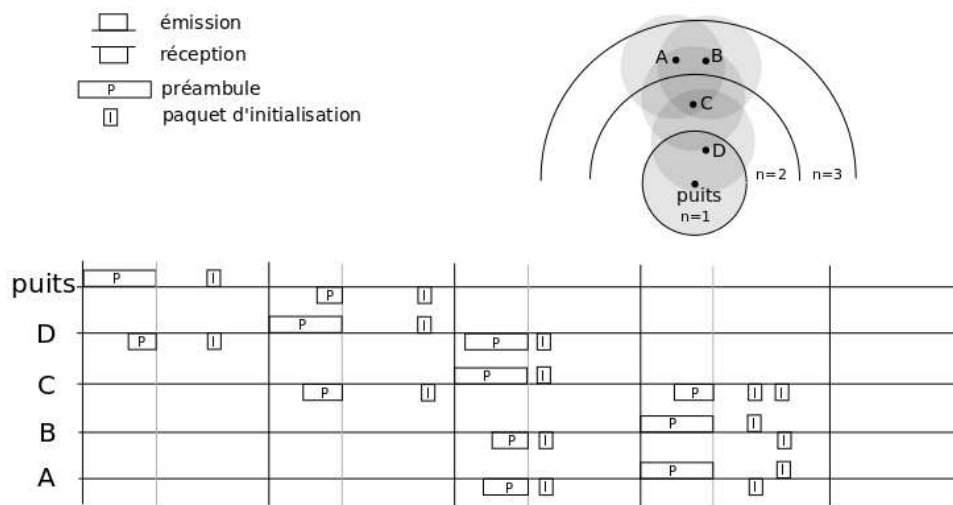 émission
réception
P préambule
I paquet d'initialisation
A B
C
D
puits
n=1 n=2 n=3
puits P I
P I
D P I
P I P I
C P I
P I P I I
B P I
P I I
A P I
P I I